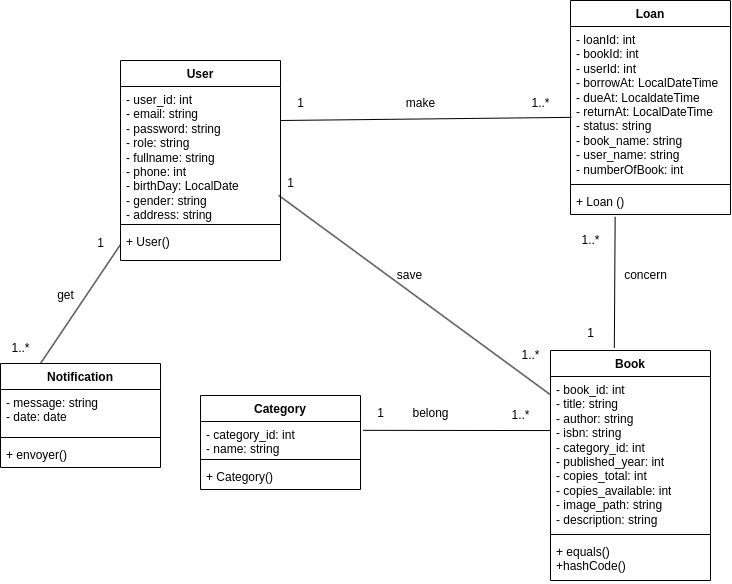 Loan
- loanId: int
- bookId: int
- userId: int
- borrowAt: LocalDateTime
- dueAt: LocaldateTime
- returnAt: LocalDateTime
- status: string
- book_name: string
- user_name: string
- numberOfBook: int
+ Loan ()
User
- user_id: int
- email: string
- password: string
- role: string
- fullname: string
- phone: int
- birthDay: LocalDate
- gender: string
- address: string
+ User()
1
make
1..*
1
save
1..*
1
get
1..*
1..*
concern
1
Notification
- message: string
- date: date
+ envoyer()
Category
- category_id: int
- name: string
+ Category()
1
belong
1..*
Book
- book_id: int
- title: string
- author: string
- isbn: string
- category_id: int
- published_year: int
- copies_total: int
- copies_available: int
- image_path: string
- description: string
+ equals()
+hashCode()